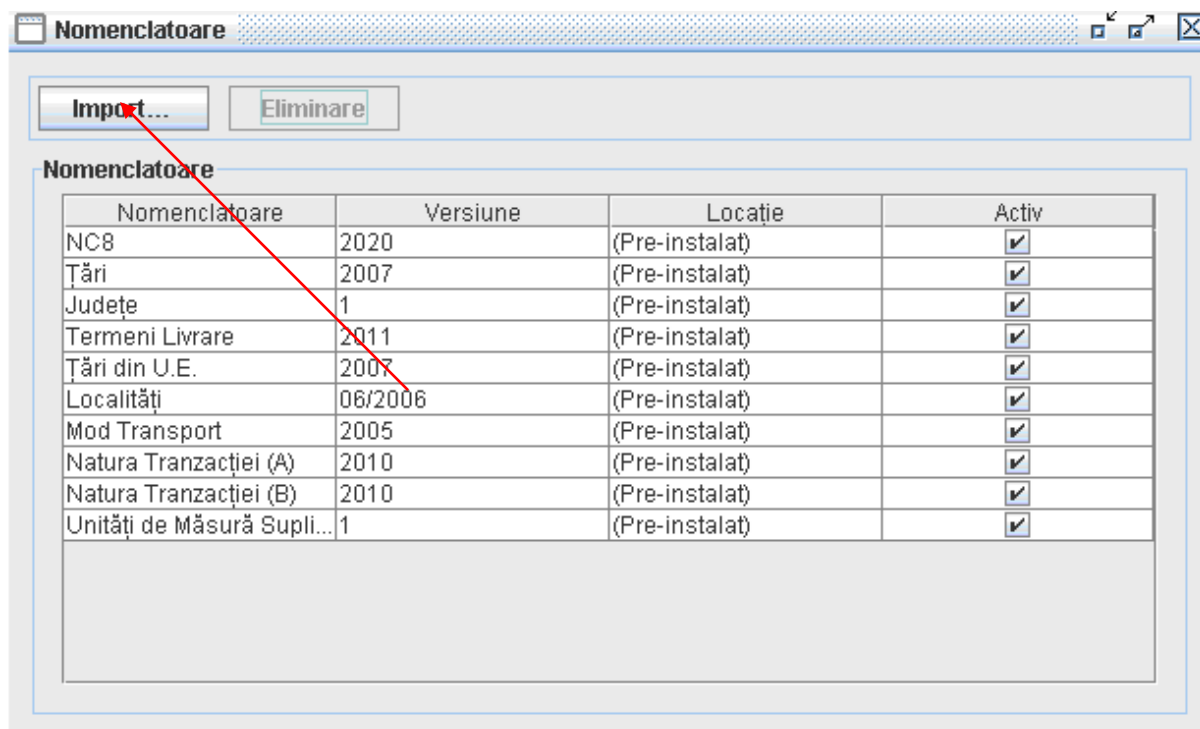 Nomenclatoare
Import... Eliminare
Nomenclatoare
Nomenclatoare Versiune Locație Activ
NC8 2020 (Pre-instalat)
Țări 2007 (Pre-instalat)
Județe 1 (Pre-instalat)
Termeni Livrare 2011 (Pre-instalat)
Țări din U.E. 2007 (Pre-instalat)
Localități 06/2006 (Pre-instalat)
Mod Transport 2005 (Pre-instalat)
Natura Tranzacției (A) 2010 (Pre-instalat)
Natura Tranzacției (B) 2010 (Pre-instalat)
Unități de Măsură Supli... 1 (Pre-instalat)